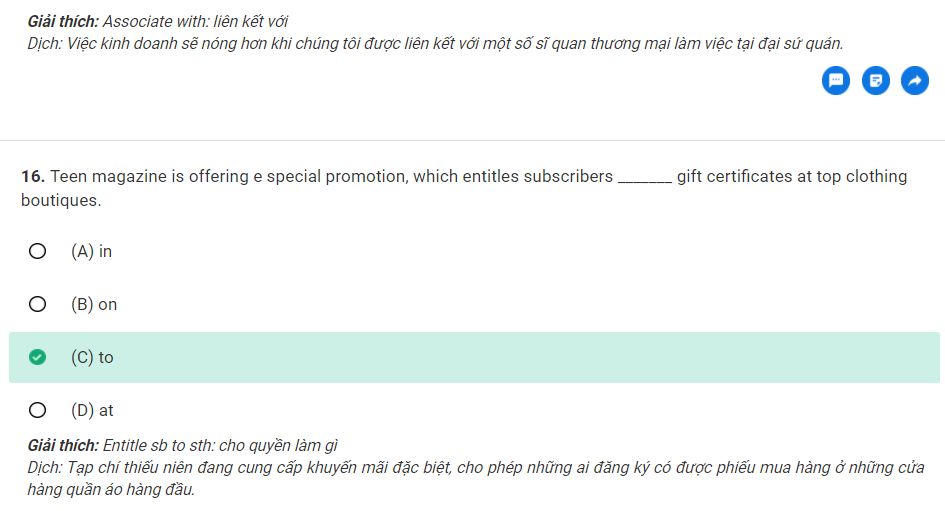 Giải thích: Associate with: liên kết với
Dịch: Việc kinh doanh sẽ nóng hơn khi chúng tôi được liên kết với một số sĩ quan thương mại làm việc tại đại sứ quán.
16. Teen magazine is offering e special promotion, which entitles subscribers _______ gift certificates at top clothing
boutiques.
(A) in
(B) on
(C) to
(D) at
Giải thích: Entitle sb to sth: cho quyền làm gì
Dịch: Tạp chí thiếu niên đang cung cấp khuyến mãi đặc biệt, cho phép những ai đăng ký có được phiếu mua hàng ở những cửa
hàng quần áo hàng đầu.